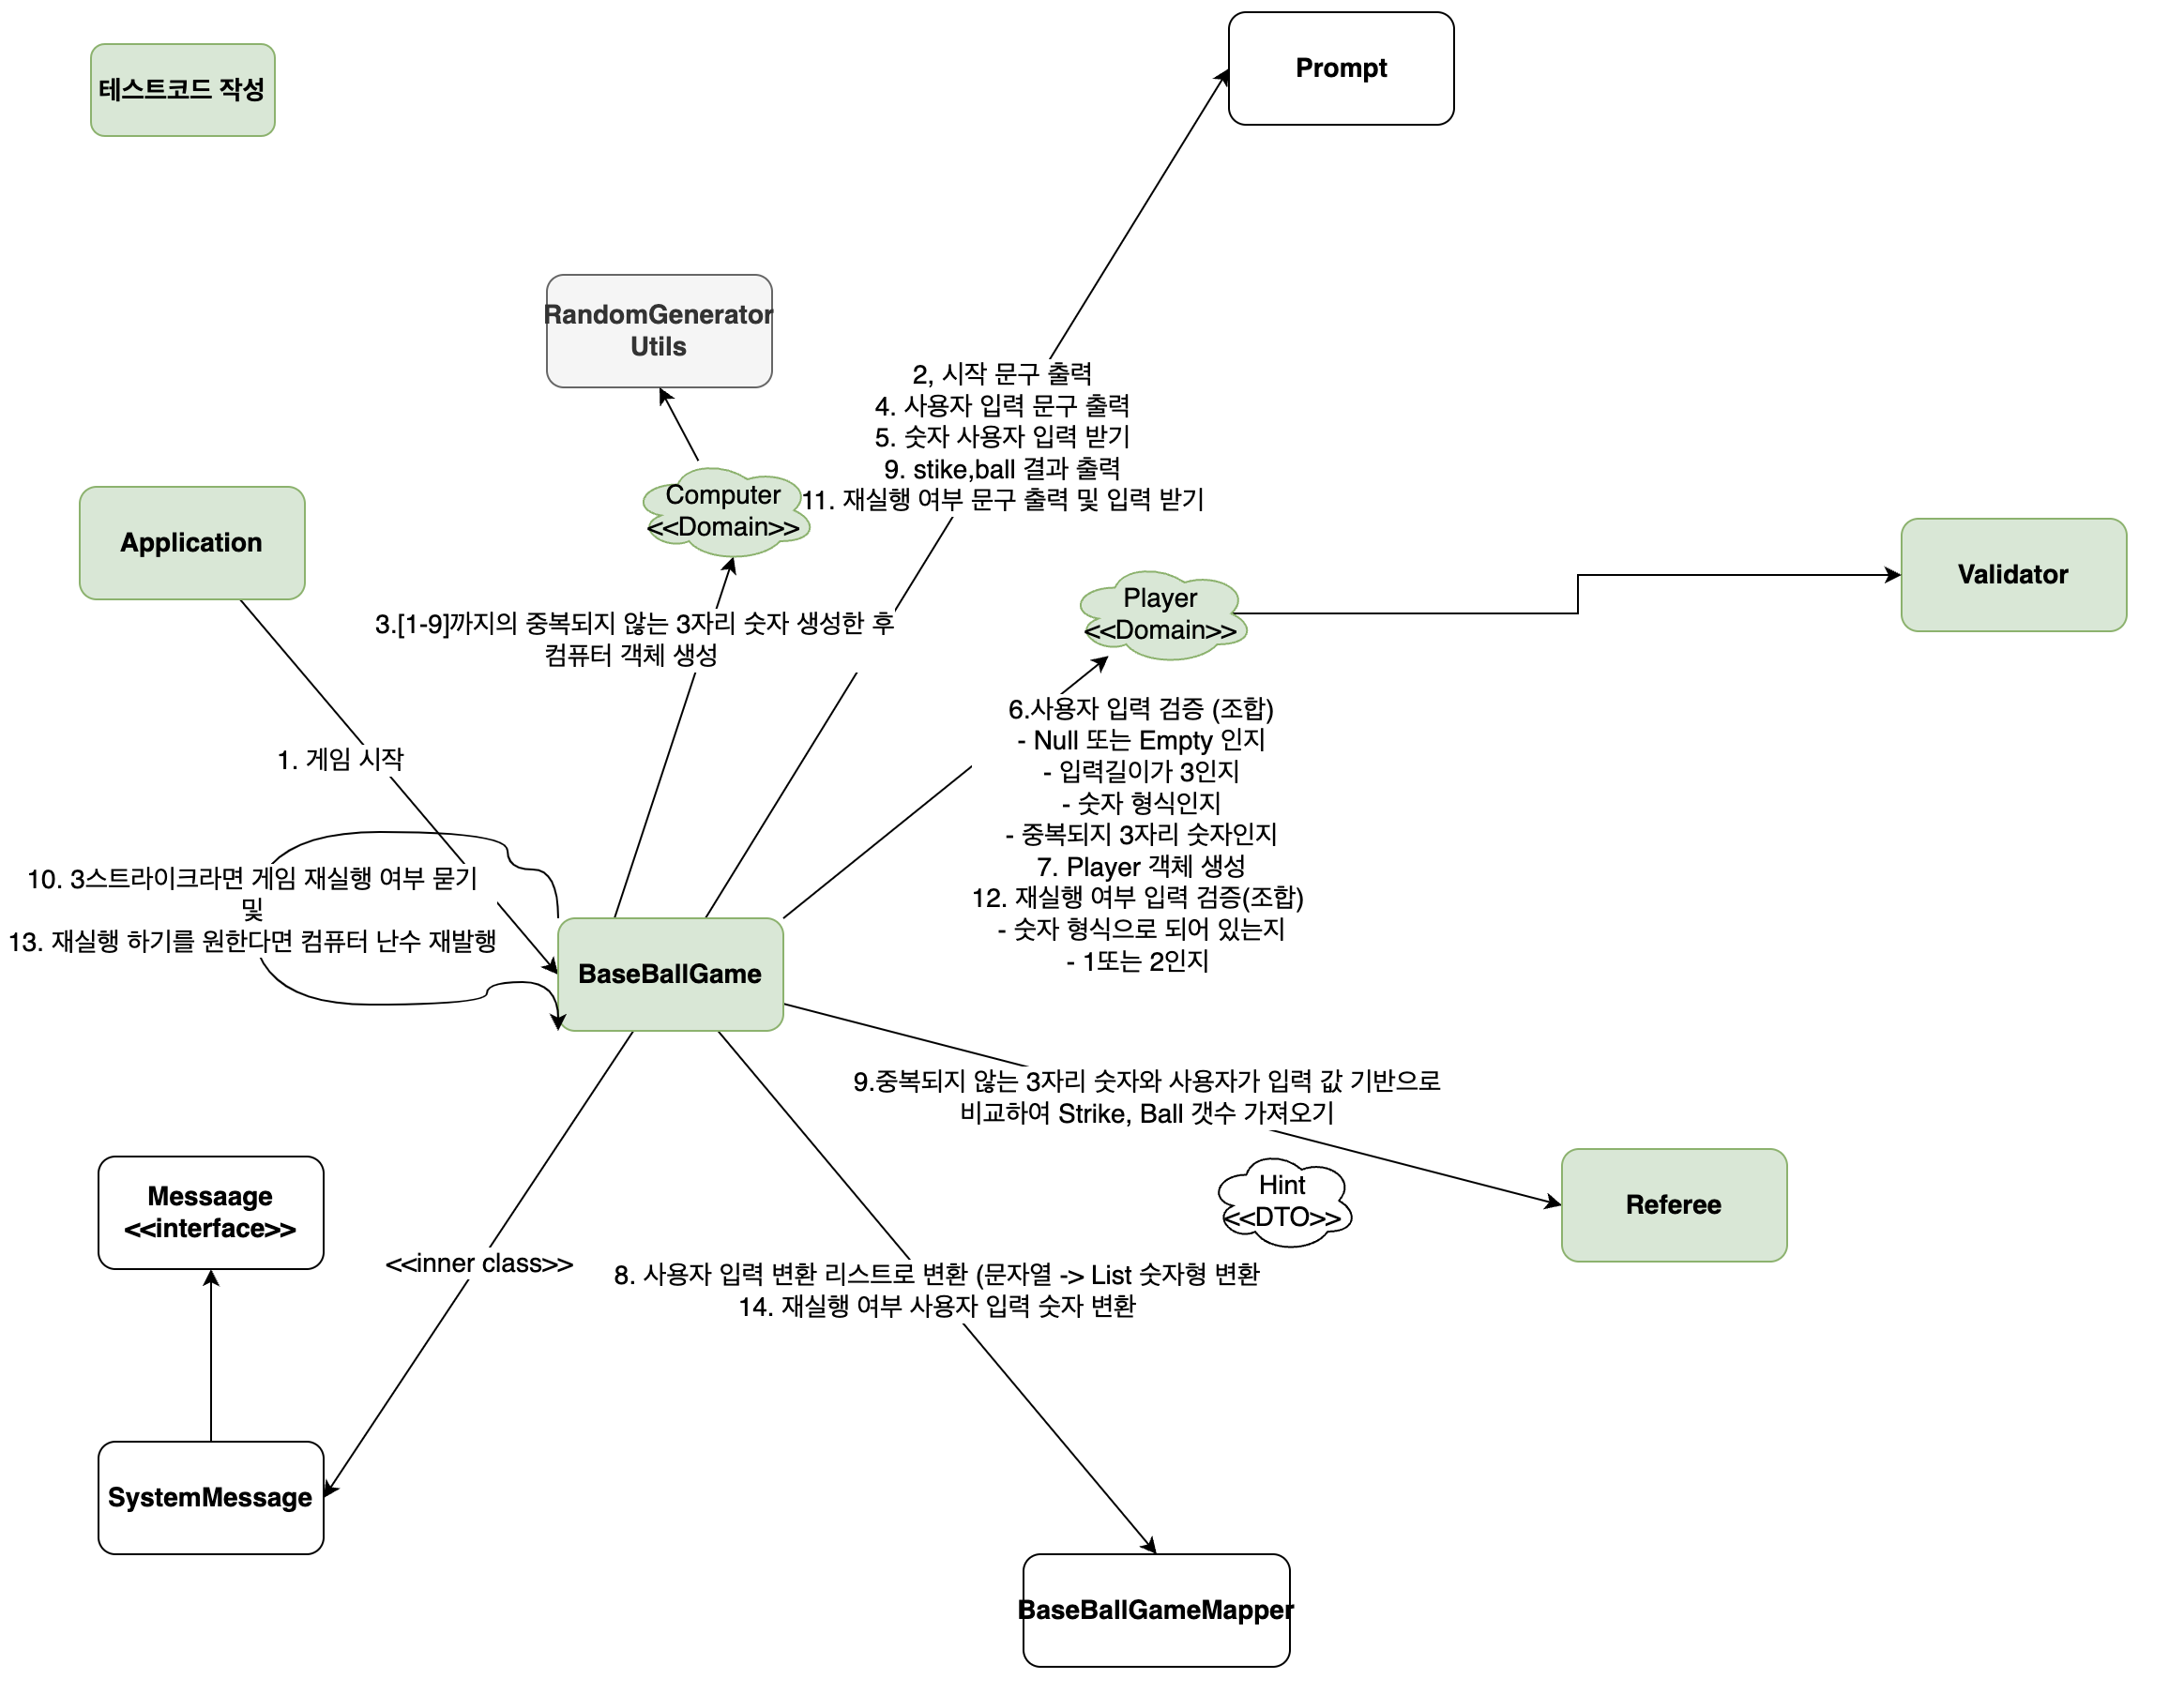 테스트코드 작성
Prompt
RandomGenerator
Utils
2, 시작 문구 출력
4. 사용자 입력 문구 출력
5. 숫자 사용자 입력 받기
9. stike,ball 결과 출력
11. 재실행 여부 문구 출력 및 입력 받기
Computer
<<Domain>>
Application
Validator
Player
<<Domain>>
3.[1-9]까지의 중복되지 않는 3자리 숫자 생성한 후
컴퓨터 객체 생성
1. 게임 시작
6.사용자 입력 검증 (조합)
- Null 또는 Empty 인지
- 입력길이가 3인지
- 숫자 형식인지
- 중복되지 3자리 숫자인지
7. Player 객체 생성
12. 재실행 여부 입력 검증(조합)
- 숫자 형식으로 되어 있는지
- 1또는 2인지
10. 3스트라이크라면 게임 재실행 여부 묻기
및
13. 재실행 하기를 원한다면 컴퓨터 난수 재발행
BaseBallGame
9.중복되지 않는 3자리 숫자와 사용자가 입력 값 기반으로
비교하여 Strike, Ball 갯수 가져오기
Hint
<<DTO>>
Referee
Messaage
<<interface>>
<<inner class>>
8. 사용자 입력 변환 리스트로 변환 (문자열 -> List 숫자형 변환
14. 재실행 여부 사용자 입력 숫자 변환
SystemMessage
BaseBallGameMapper